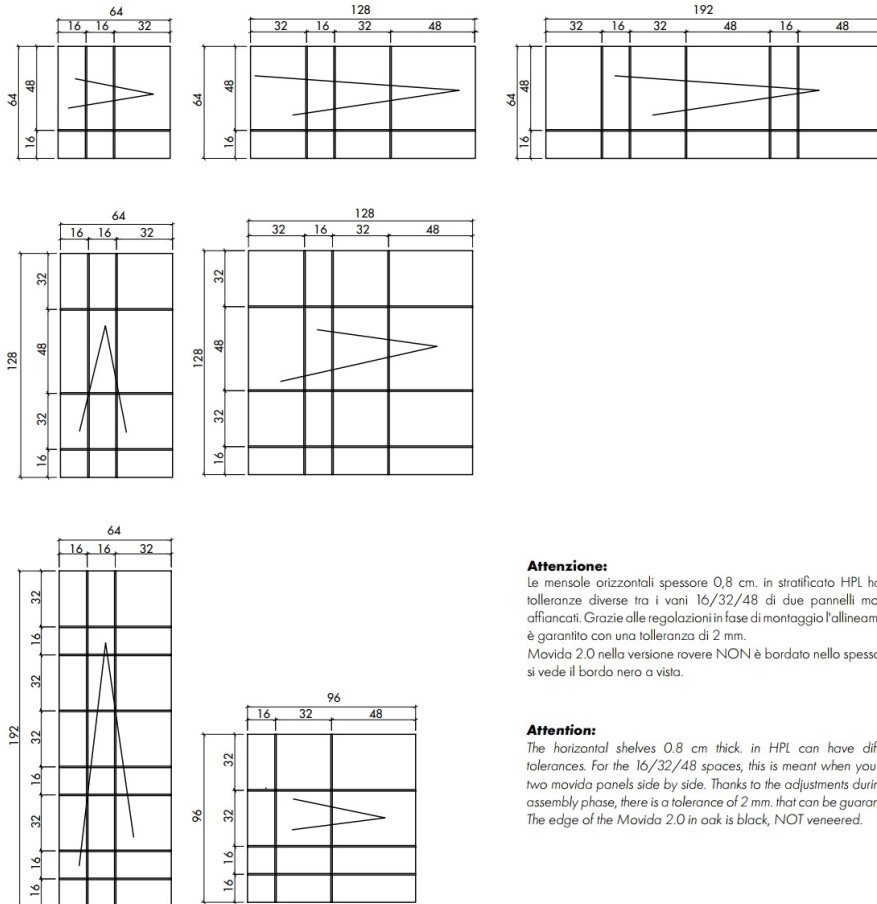 64
16 16 32
64
48
16
128
32 16 32 48
64
48
16
192
32 16 32 48 16 48
64
48
16
64
16 16 32
128
32
48
32
16
128
32 16 32 48
128
32
48
32
16
64
16 16 32
192
32
16
32
32
16
32
16
16
96
16 32 48
96
32
32
16
16
Attenzione:
Le mensole orizzontali spessore 0,8 cm. in stratificato HPL
tolleranze diverse tra i vani 16/32/48 di due pannelli
affiancati. Grazie alle regolazioni in fase di montaggio
è garantito con una tolleranza di 2 mm.
Movida 2.0 nella versione rovere NON è bordato nello
si vede il bordo nero a vista.
Attention:
The horizontal shelves 0.8 cm thick. in HPL can have
tolerances. For the 16/32/48 spaces, this is meant when you
two movida panels side by side. Thanks to the adjustments
assembly phase, there is a tolerance of 2 mm. that can be
The edge of the Movida 2.0 in oak is black, NOT veneered.